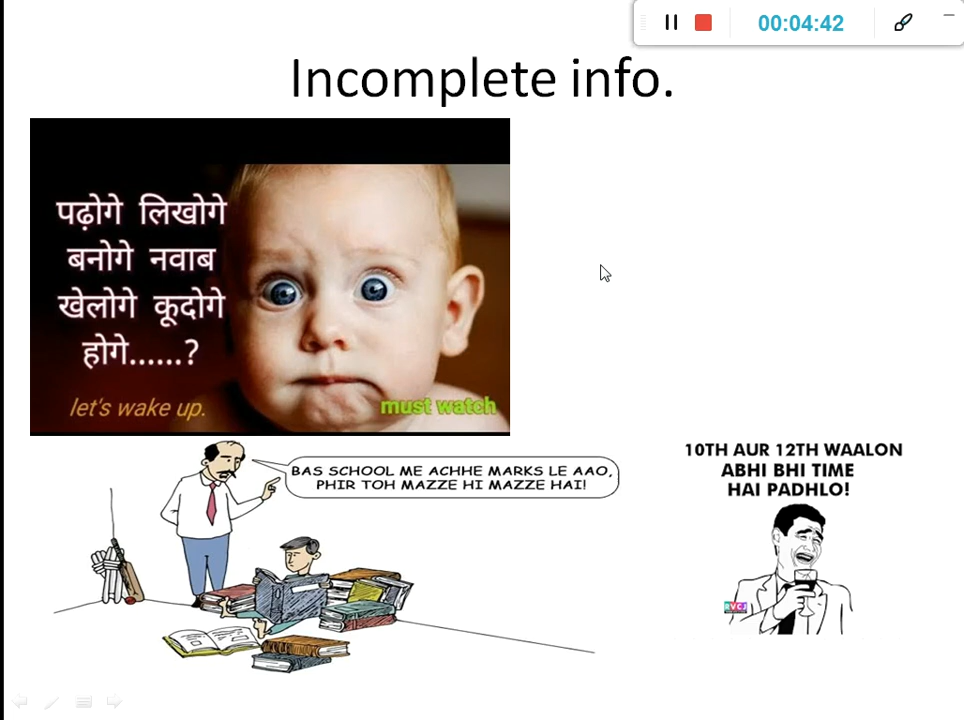 00:04:42
Incomplete info.
पढ़ोगे लिखोगे
बनोगे नवाब
खेलोगे कूदोगे
होगे......?
let's wake up.
must watch
BAS SCHOOL ME ACHHE MARKS LE AAO,
PHIR TOH MAZZE HI MAZZE HAI!
10TH AUR 12TH WAALON
ABHI BHI TIME
HAI PADHLO!
RVCJ